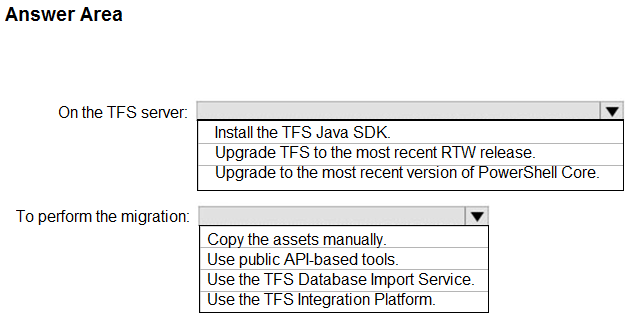 Answer Area
On the TFS server:
Install the TFS Java SDK.
Upgrade TFS to the most recent RTW release.
Upgrade to the most recent version of PowerShell Core.
To perform the migration:
Copy the assets manually.
Use public API-based tools.
Use the TFS Database Import Service.
Use the TFS Integration Platform.